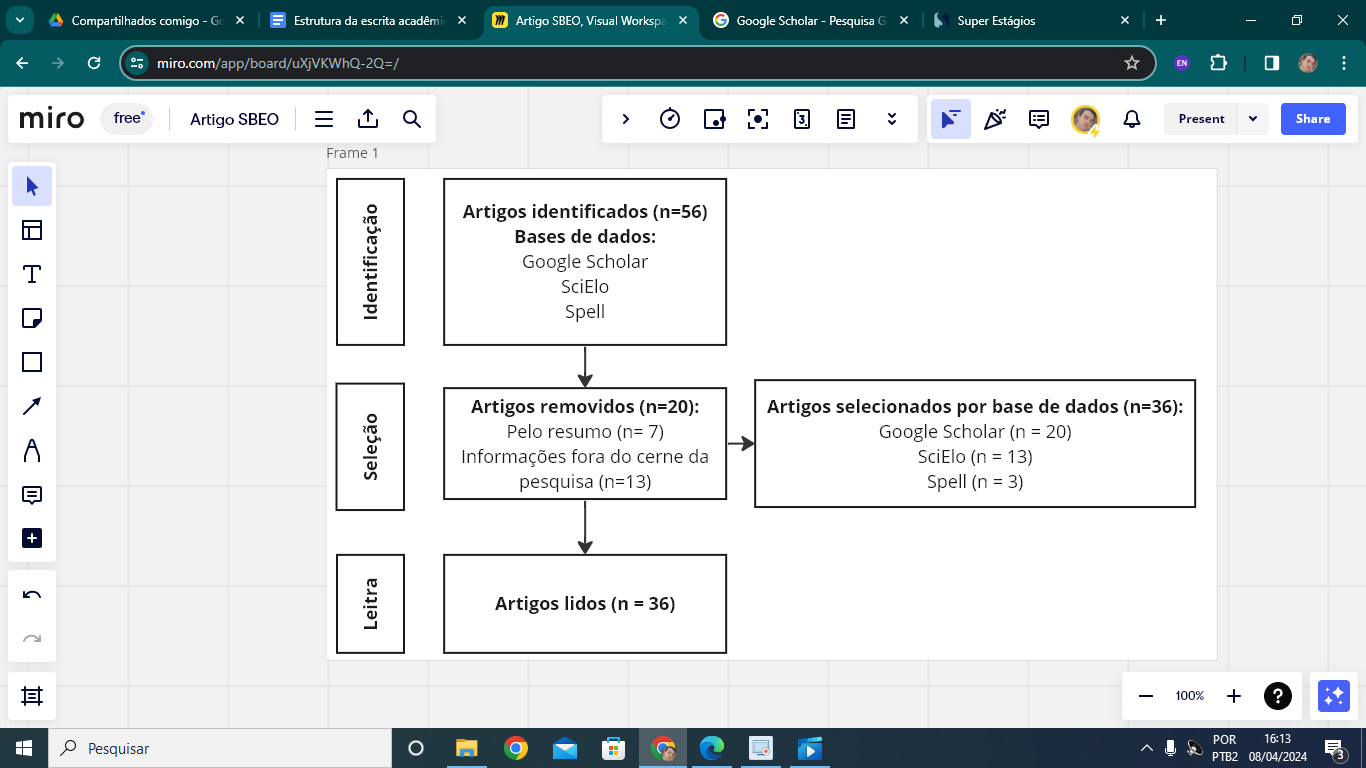 Compartilhados comigo - Go
Estrutura da escrita acadêmi
Artigo SBEO, Visual Workspa
Google Scholar - Pesquisa G
Super Estágios
miro.com/app/board/uXjVKWhQ-2Q=/
EN
miro
free
Artigo SBEO
3
Present
Share
Frame 1
Identificação
Artigos identificados (n=56)
Bases de dados:
Google Scholar
SciElo
Spell
Seleção
Artigos removidos (n=20):
Pelo resumo (n= 7)
Informações fora do cerne da
pesquisa (n=13)
Artigos selecionados por base de dados (n=36):
Google Scholar (n = 20)
SciElo (n = 13)
Spell (n = 3)
Leitra
Artigos lidos (n = 36)
100%
?
Pesquisar
POR
PTB2
16:13
08/04/2024
3